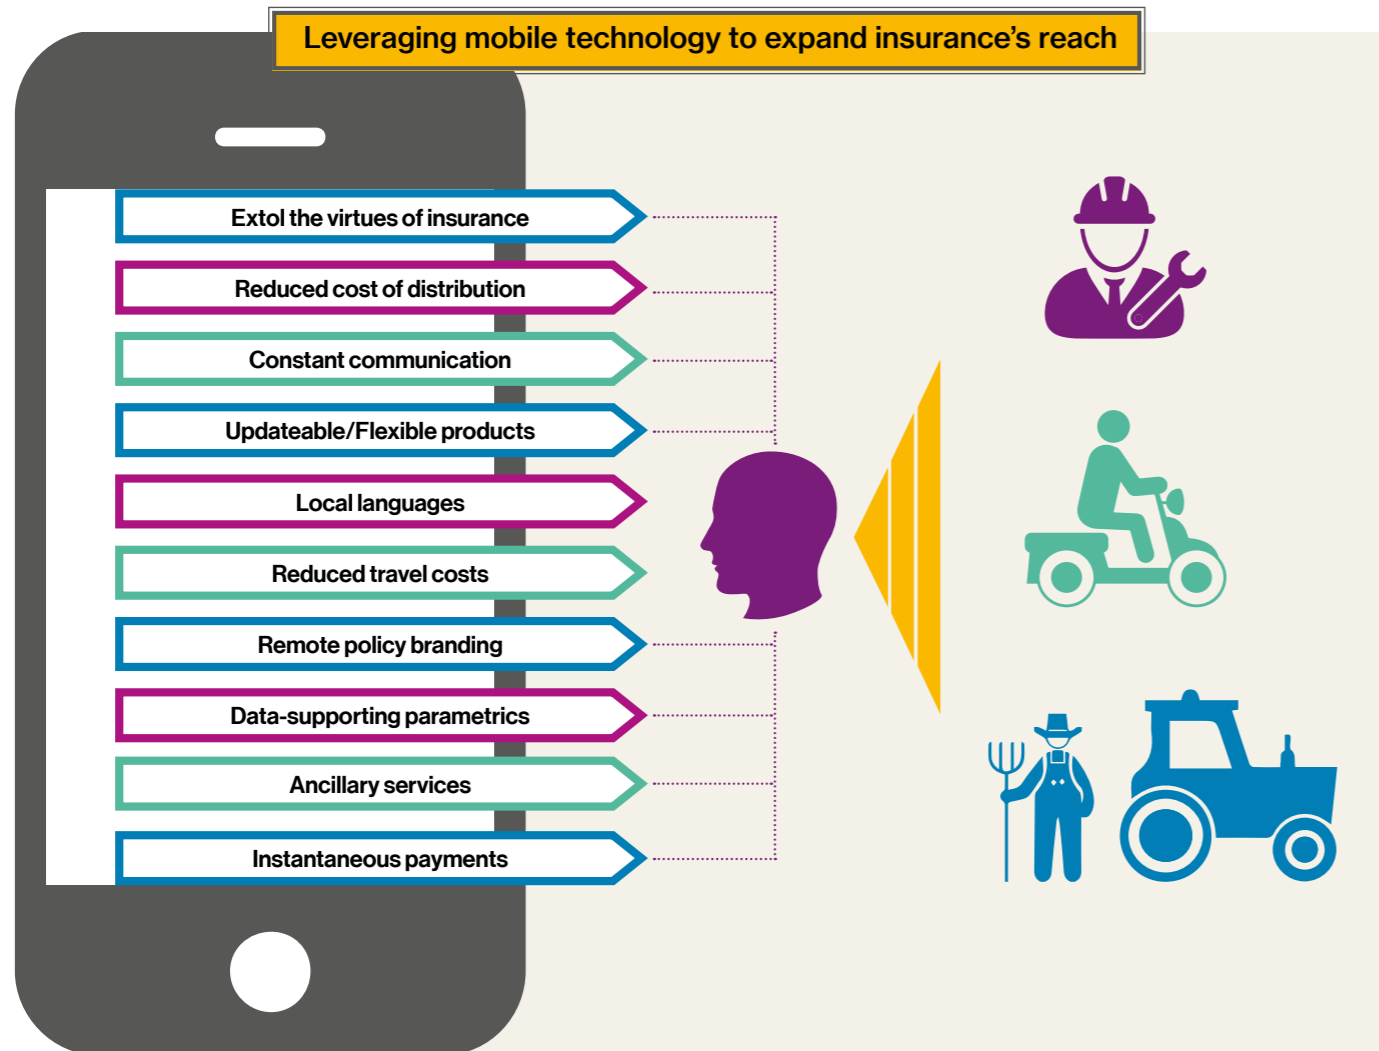 Leveraging mobile technology to expand insurance’s reach
Extol the virtues of insurance
Reduced cost of distribution
Constant communication
Updateable/Flexible products
Local languages
Reduced travel costs
Remote policy branding
Data-supporting parametrics
Ancillary services
Instantaneous payments